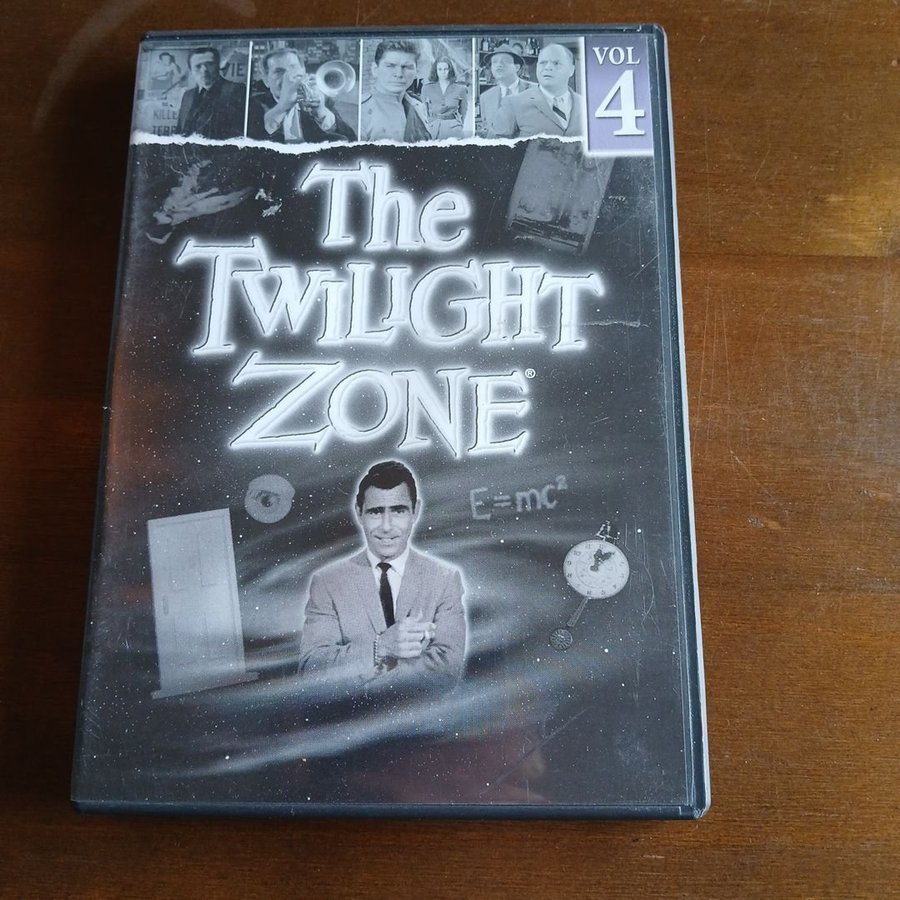 VOL
4
The
TWILIGHT
ZONE®
E=mc²